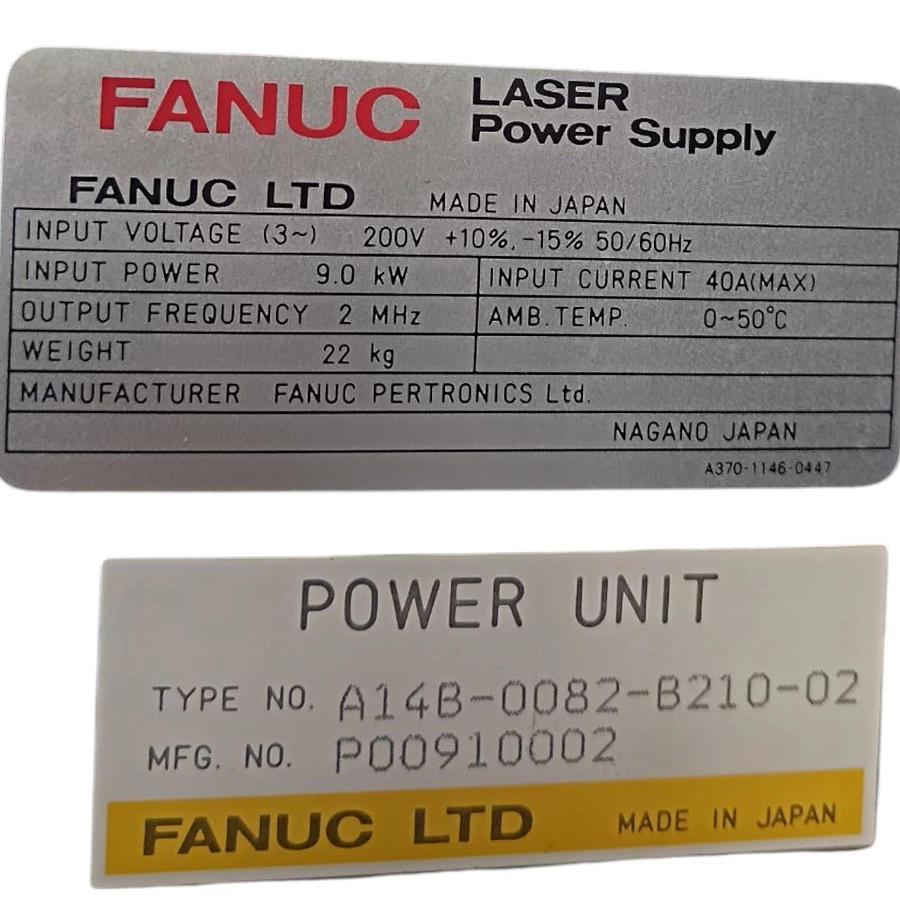 FANUC LASER
Power Supply
FANUC LTD MADE IN JAPAN
INPUT VOLTAGE (3~) 200V +10%, -15% 50/60Hz
INPUT POWER 9.0 kW INPUT CURRENT 40A(MAX)
OUTPUT FREQUENCY 2 MHz AMB. TEMP. 0~50°C
WEIGHT 22 kg
MANUFACTURER FANUC PERTRONICS Ltd.
NAGANO JAPAN
A370-1146-0447
POWER UNIT
TYPE NO. A14B-0082-B210-02
MFG. NO. P00910002
FANUC LTD MADE IN JAPAN